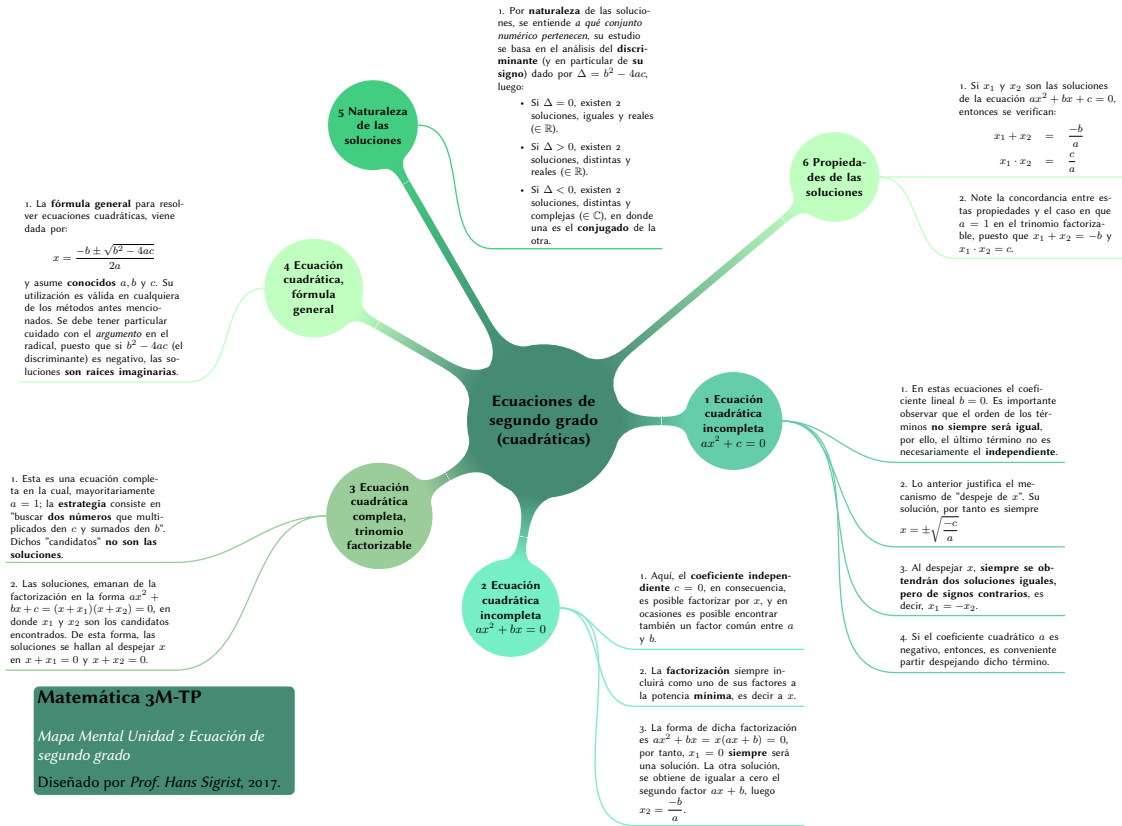 Ecuaciones de
segundo grado
(cuadráticas)
1 Ecuación
cuadrática
incompleta
ax² + c = 0
1. En estas ecuaciones el coefi-
ciente lineal b = 0. Es importante
observar que el orden de los tér-
minos no siempre será igual,
por ello, el último término no es
necesariamente el independiente.
2. Lo anterior justifica el me-
canismo de "despeje de x". Su
solución, por tanto es siempre
x = ±√(-c/a)
3. Al despejar x, siempre se ob-
tendrán dos soluciones iguales,
pero de signos contrarios, es
decir, x₁ = −x₂.
4. Si el coeficiente cuadrático a es
negativo, entonces, es conveniente
partir despejando dicho término.
2 Ecuación
cuadrática
incompleta
ax² + bx = 0
1. Aquí, el coeficiente indepen-
diente c = 0, en consecuencia,
es posible factorizar por x, y en
ocasiones es posible encontrar
también un factor común entre a
y b.
2. La factorización siempre in-
cluirá como uno de sus factores a
la potencia mínima, es decir a x.
3. La forma de dicha factorización
es ax² + bx = x(ax + b) = 0,
por tanto, x₁ = 0 siempre será
una solución. La otra solución,
se obtiene de igualar a cero el
segundo factor ax + b, luego
x₂ = −b/a.
3 Ecuación
cuadrática
completa,
trinomio
factorizable
1. Esta es una ecuación comple-
ta en la cual, mayoritariamente
a = 1; la estrategia consiste en
"buscar dos números que multi-
plicados den c y sumados den b".
Dichos "candidatos" no son las
soluciones.
2. Las soluciones, emanan de la
factorización en la forma ax² +
bx + c = (x + x₁)(x + x₂) = 0, en
donde x₁ y x₂ son los candidatos
encontrados. De esta forma, las
soluciones se hallan al despejar x
en x + x₁ = 0 y x + x₂ = 0.
4 Ecuación
cuadrática,
fórmula
general
1. La fórmula general para resol-
ver ecuaciones cuadráticas, viene
dada por:
x = (−b ± √(b² − 4ac))/2a
y asume conocidos a, b y c. Su
utilización es válida en cualquiera
de los métodos antes mencio-
nados. Se debe tener particular
cuidado con el argumento en el
radical, puesto que si b² − 4ac (el
discriminante) es negativo, las so-
luciones son raíces imaginarias.
5 Naturaleza
de las
soluciones
1. Por naturaleza de las solucio-
nes, se entiende a qué conjunto
numérico pertenecen, su estudio
se basa en el análisis del discri-
minante (y en particular de su
signo) dado por Δ = b² − 4ac,
luego:
• Si Δ = 0, existen 2
soluciones, iguales y reales
(∈ ℝ).
• Si Δ > 0, existen 2
soluciones, distintas y
reales (∈ ℝ).
• Si Δ < 0, existen 2
soluciones, distintas y
complejas (∈ ℂ), en donde
una es el conjugado de la
otra.
6 Propieda-
des de las
soluciones
1. Si x₁ y x₂ son las soluciones
de la ecuación ax² + bx + c = 0,
entonces se verifican:
x₁ + x₂ = −b/a
x₁ · x₂ = c/a
2. Note la concordancia entre es-
tas propiedades y el caso en que
a = 1 en el trinomio factoriza-
ble, puesto que x₁ + x₂ = −b y
x₁ · x₂ = c.
Matemática 3M-TP
Mapa Mental Unidad 2 Ecuación de
segundo grado
Diseñado por Prof. Hans Sigrist, 2017.